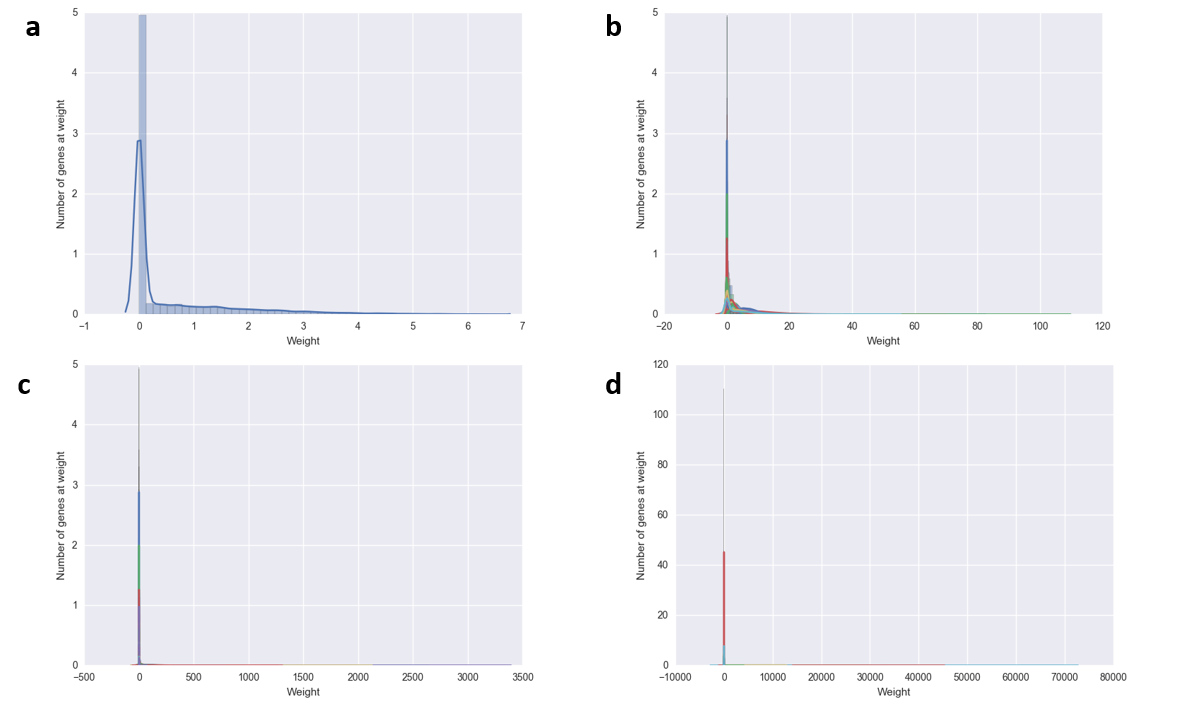 a
5
4
3
2
1
0
−1 0 1 2 3 4 5 6 7
Weight
Number of genes at weight
b
5
4
3
2
1
0
−20 0 20 40 60 80 100 120
Weight
Number of genes at weight
c
5
4
3
2
1
0
−500 0 500 1000 1500 2000 2500 3000 3500
Weight
Number of genes at weight
d
120
100
80
60
40
20
0
−10000 0 10000 20000 30000 40000 50000 60000 70000 80000
Weight
Number of genes at weight